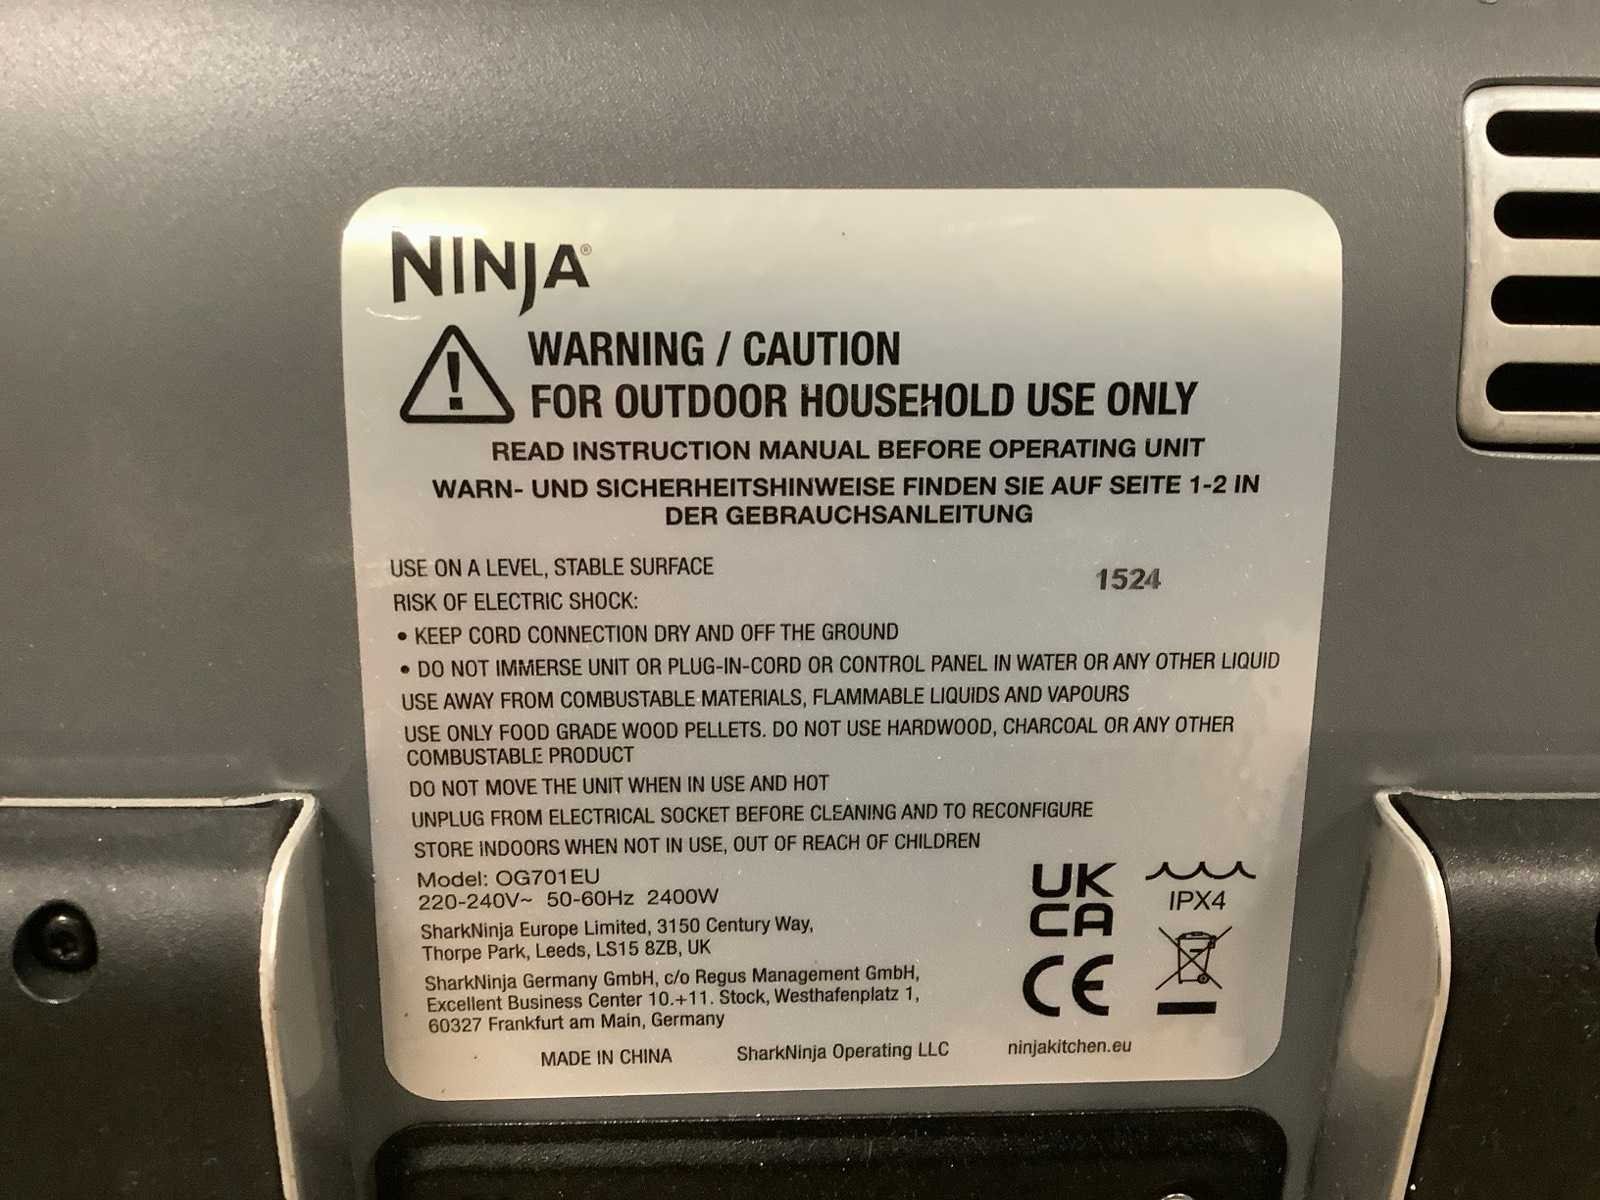 NINJA®
WARNING / CAUTION
FOR OUTDOOR HOUSEHOLD USE ONLY
READ INSTRUCTION MANUAL BEFORE OPERATING UNIT
WARN- UND SICHERHEITSHINWEISE FINDEN SIE AUF SEITE 1-2 IN
DER GEBRAUCHSANLEITUNG
USE ON A LEVEL, STABLE SURFACE
1524
RISK OF ELECTRIC SHOCK:
• KEEP CORD CONNECTION DRY AND OFF THE GROUND
• DO NOT IMMERSE UNIT OR PLUG-IN-CORD OR CONTROL PANEL IN WATER OR ANY OTHER LIQUID
USE AWAY FROM COMBUSTABLE MATERIALS, FLAMMABLE LIQUIDS AND VAPOURS
USE ONLY FOOD GRADE WOOD PELLETS. DO NOT USE HARDWOOD, CHARCOAL OR ANY OTHER
COMBUSTABLE PRODUCT
DO NOT MOVE THE UNIT WHEN IN USE AND HOT
UNPLUG FROM ELECTRICAL SOCKET BEFORE CLEANING AND TO RECONFIGURE
STORE INDOORS WHEN NOT IN USE, OUT OF REACH OF CHILDREN
Model: OG701EU
220-240V~ 50-60Hz 2400W
SharkNinja Europe Limited, 3150 Century Way,
Thorpe Park, Leeds, LS15 8ZB, UK
SharkNinja Germany GmbH, c/o Regus Management GmbH,
Excellent Business Center 10.+11. Stock, Westhafenplatz 1,
60327 Frankfurt am Main, Germany
UK
CA
IPX4
CE
MADE IN CHINA SharkNinja Operating LLC ninjakitchen.eu